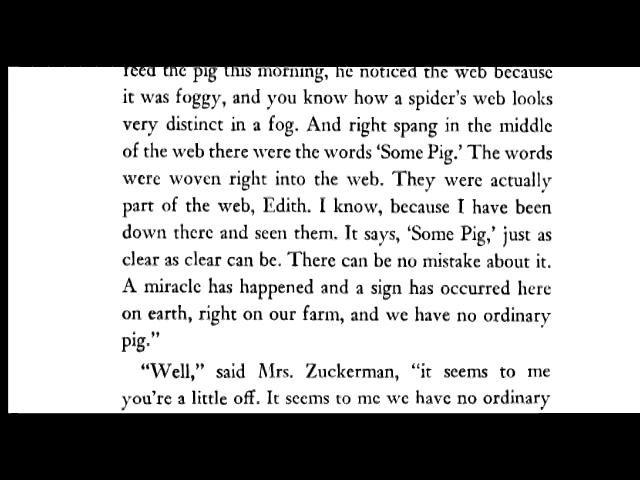 feed the pig this morning, he noticed the web because
it was foggy, and you know how a spider's web looks
very distinct in a fog. And right spang in the middle
of the web there were the words 'Some Pig.' The words
were woven right into the web. They were actually
part of the web, Edith. I know, because I have been
down there and seen them. It says, 'Some Pig,' just as
clear as clear can be. There can be no mistake about it.
A miracle has happened and a sign has occurred here
on earth, right on our farm, and we have no ordinary
pig."
"Well," said Mrs. Zuckerman, "it seems to me
you're a little off. It seems to me we have no ordinary